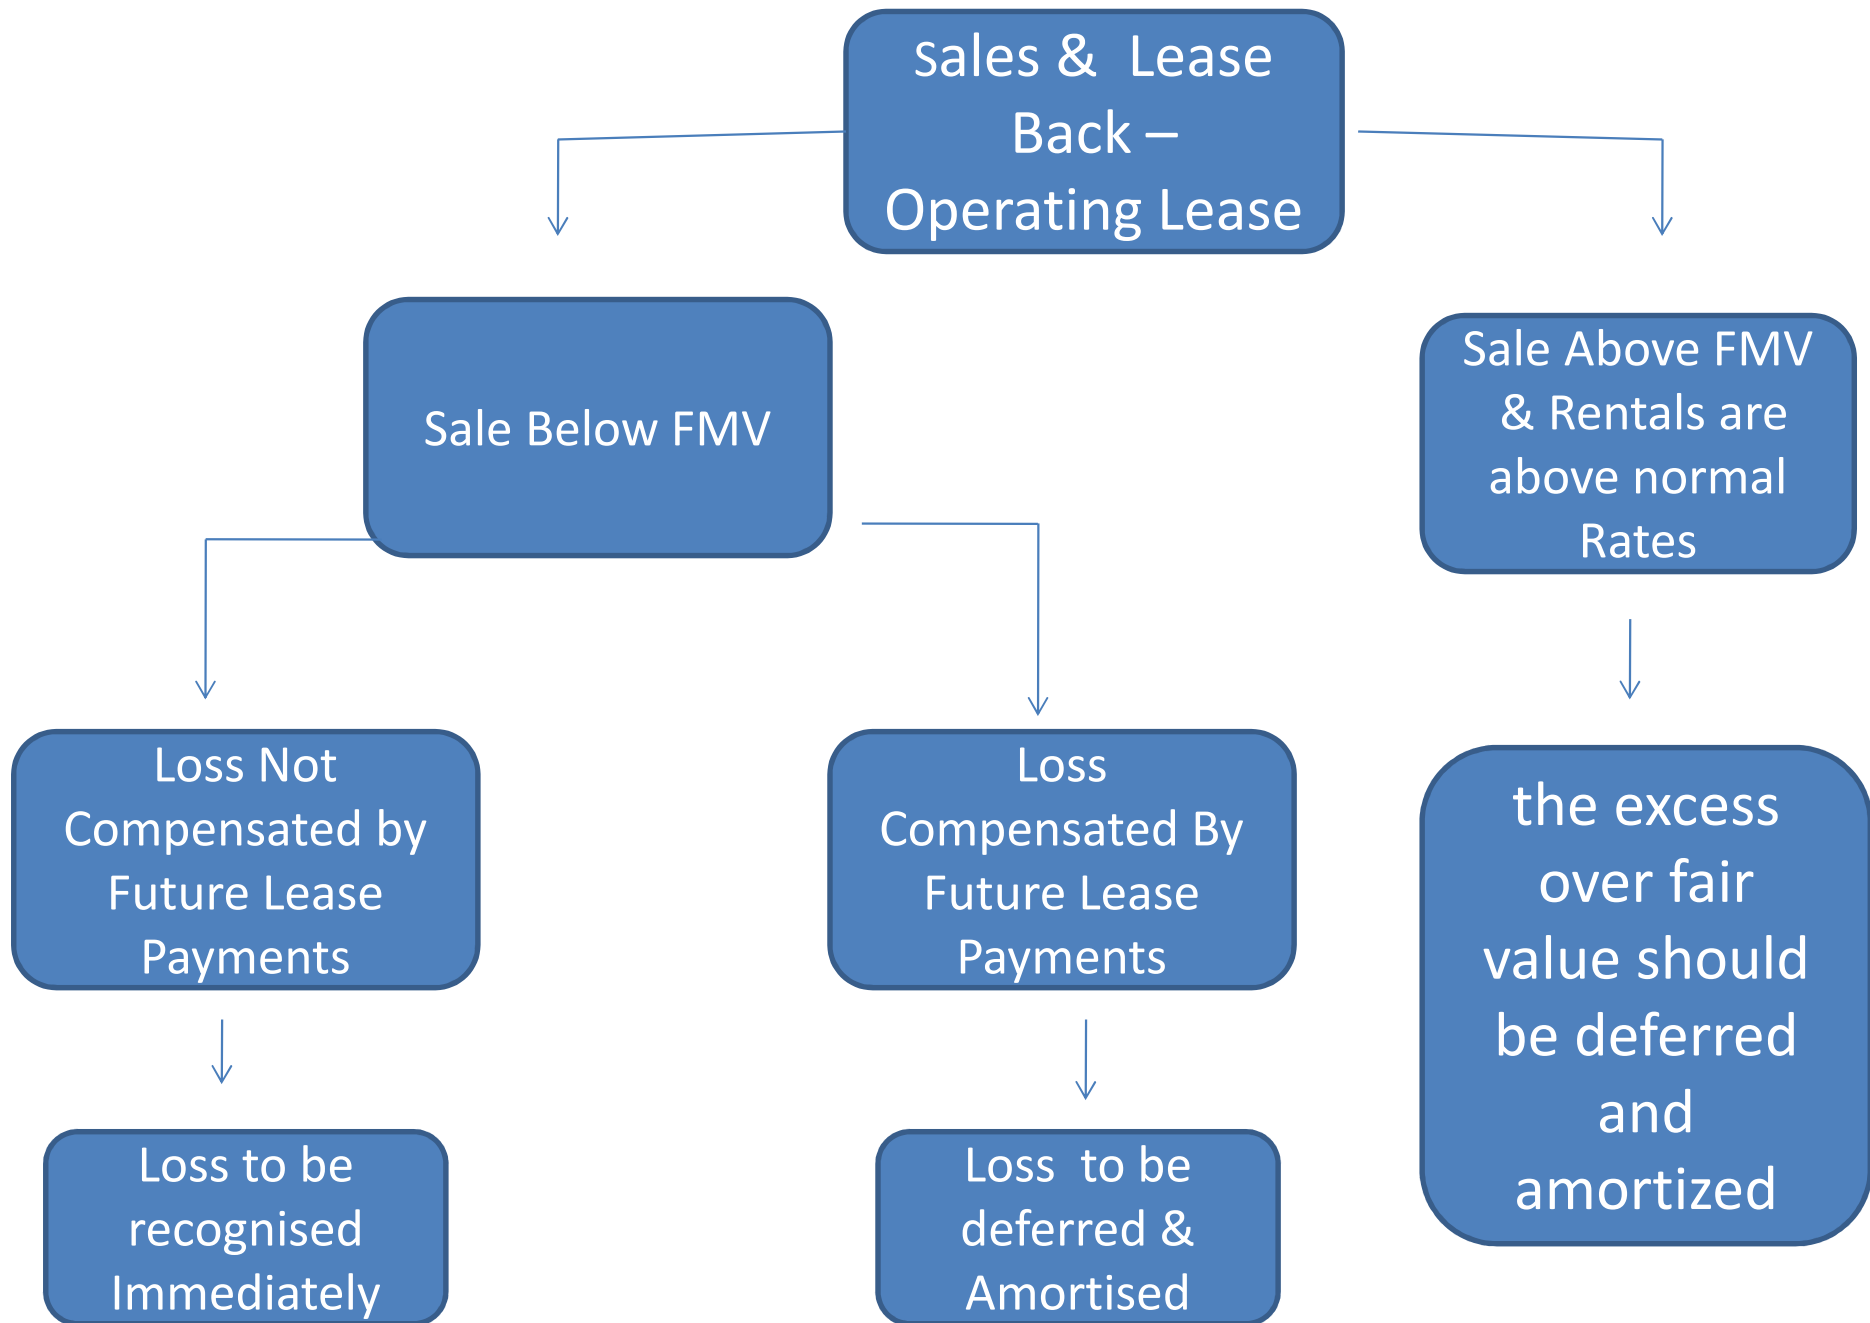 Sales & Lease
Back –
Operating Lease
Sale Below FMV
Sale Above FMV
& Rentals are
above normal
Rates
Loss Not
Compensated by
Future Lease
Payments
Loss
Compensated By
Future Lease
Payments
the excess
over fair
value should
be deferred
and
amortized
Loss to be
recognised
Immediately
Loss to be
deferred &
Amortised